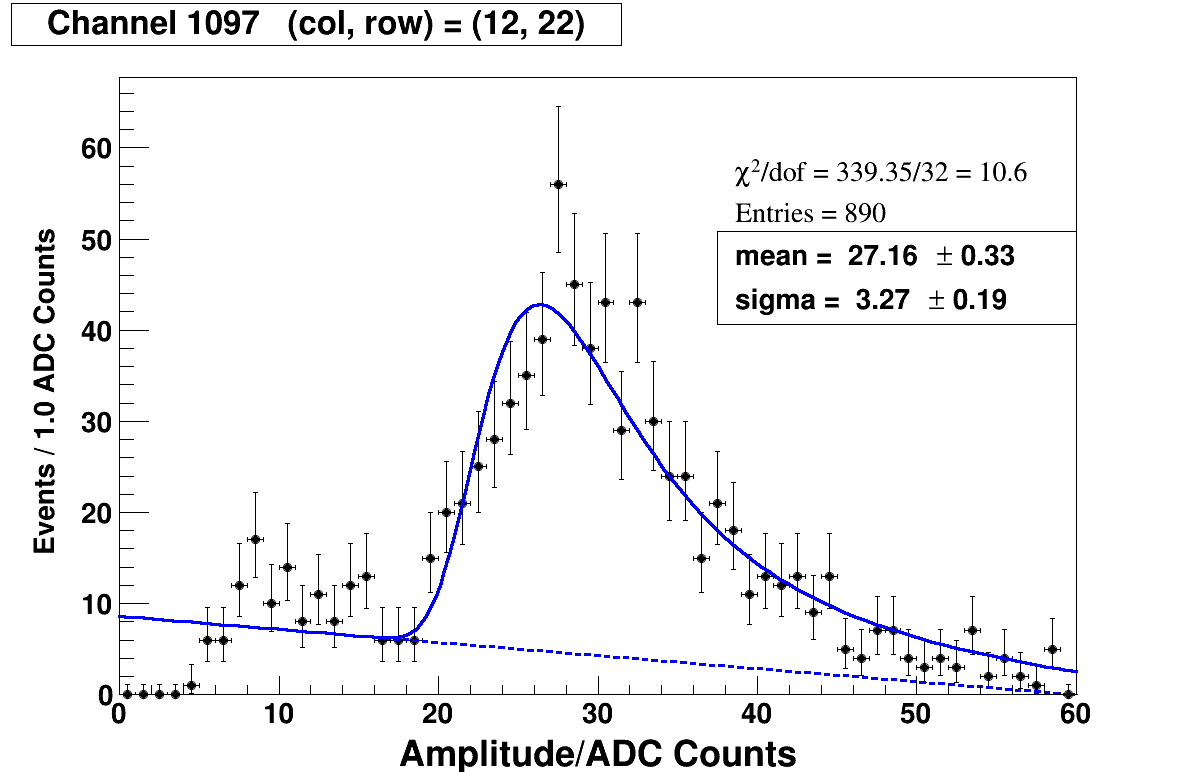 Channel 1097 (col, row) = (12, 22)
χ²/dof = 339.35/32 = 10.6
Entries = 890
mean = 27.16 ± 0.33
sigma = 3.27 ± 0.19
Events / 1.0 ADC Counts
60
50
40
30
20
10
0
0 10 20 30 40 50 60
Amplitude/ADC Counts